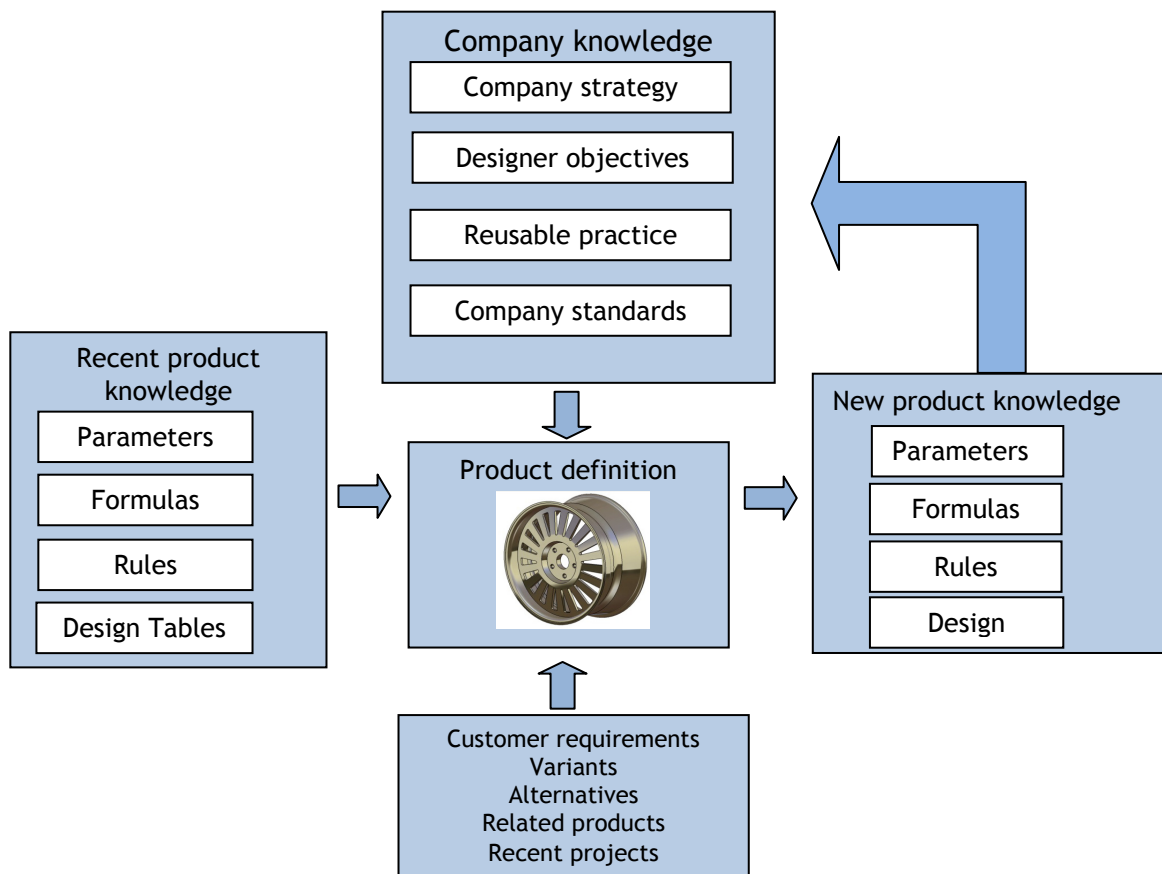 Company knowledge
Company strategy
Designer objectives
Reusable practice
Company standards
Recent product
knowledge
Parameters
Formulas
Rules
Design Tables
Product definition
New product knowledge
Parameters
Formulas
Rules
Design
Customer requirements
Variants
Alternatives
Related products
Recent projects